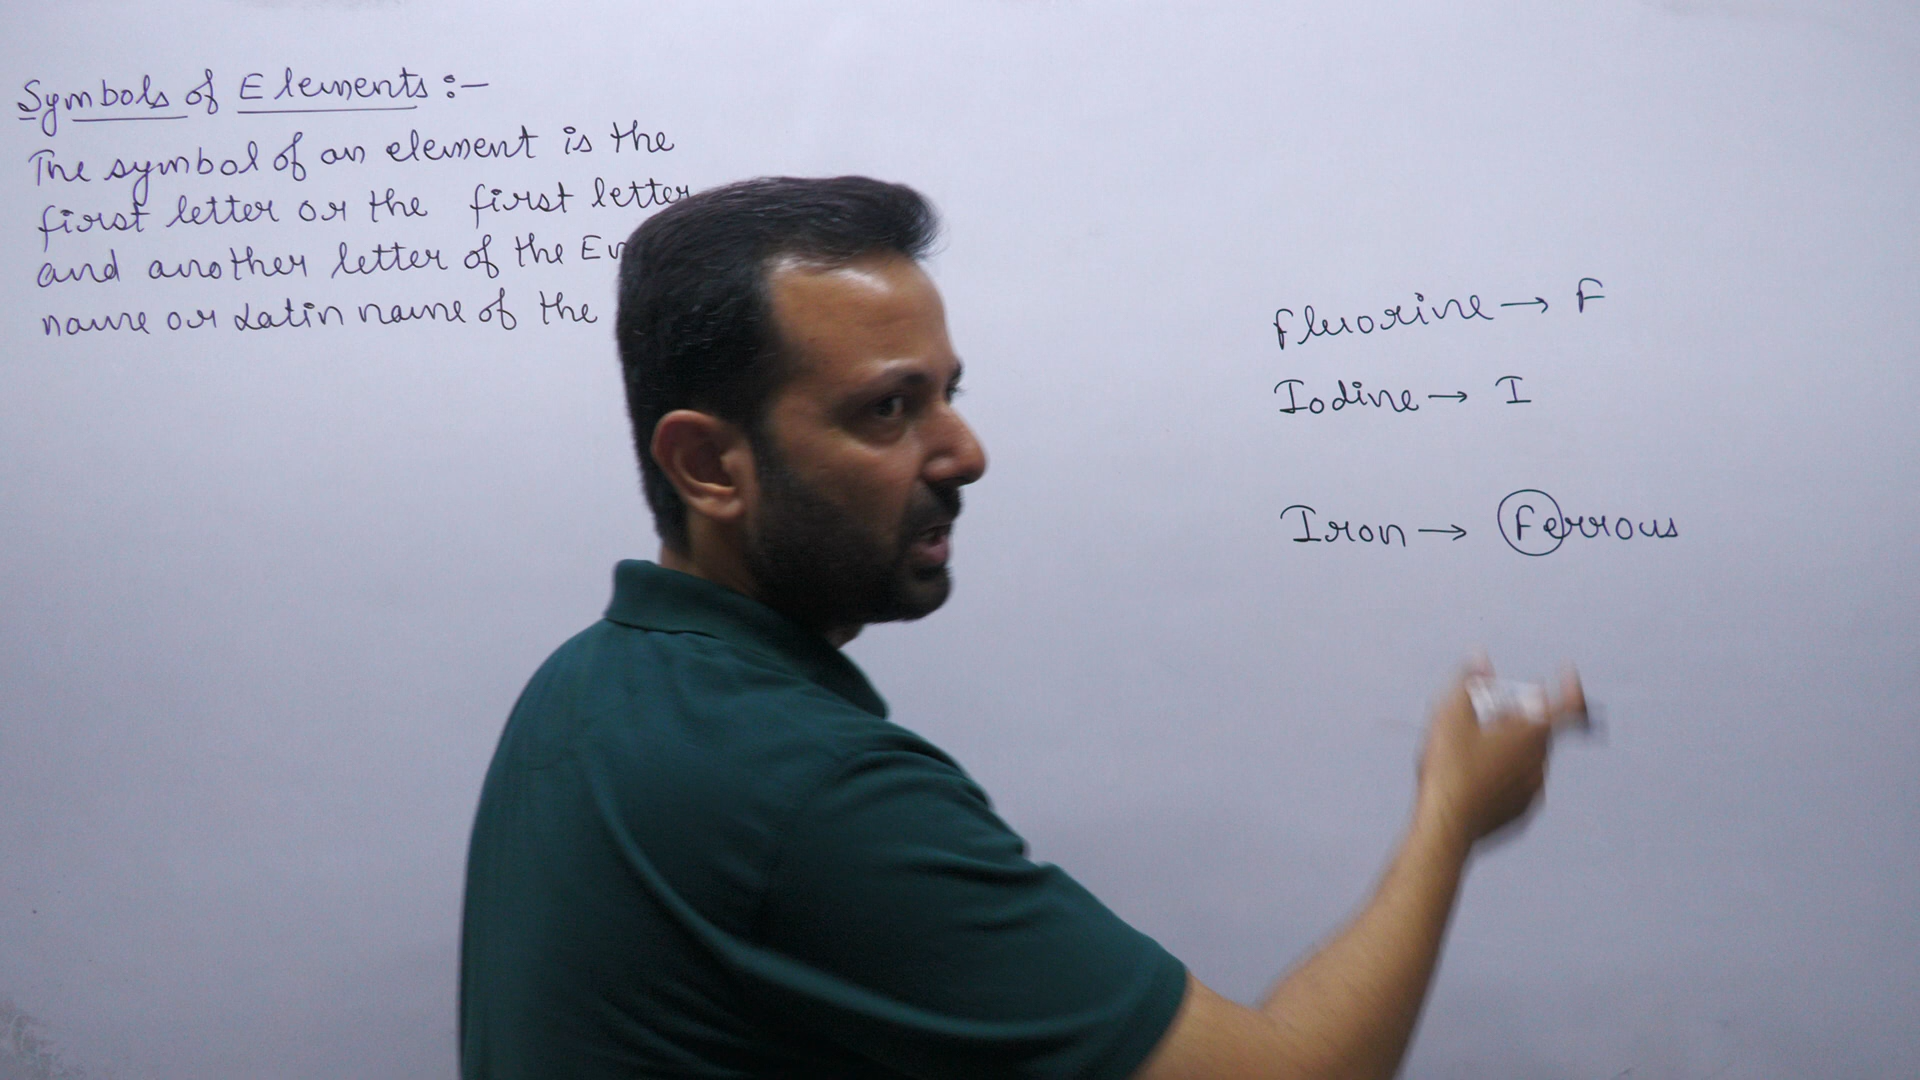 Symbols of Elements :-
The symbol of an element is the
first letter or the first letter
and another letter of the
name or Latin name of the
Fluorine → F
Iodine → I
Iron → Ferrous